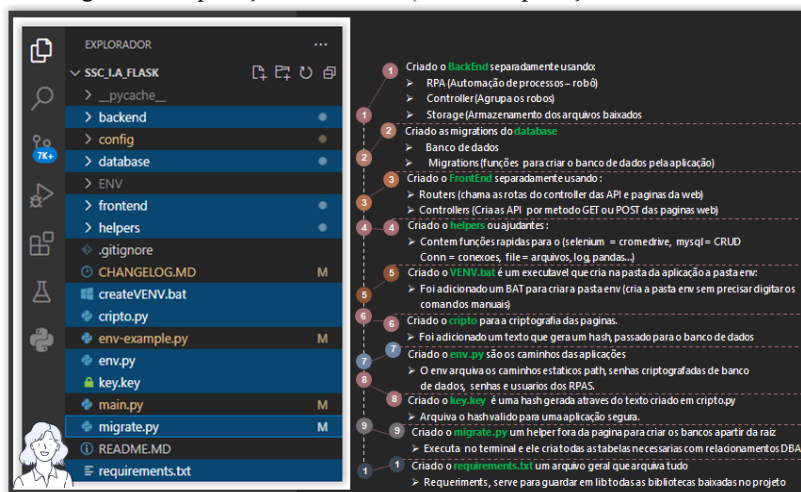 EXPLORADOR ...
SSC_I.A_FLASK
__pycache__
backend
config
database
ENV
frontend
helpers
.gitignore
CHANGELOG.MD M
createVENV.bat
cripto.py
env-example.py M
env.py
key.key
main.py M
migrate.py M
README.MD
requirements.txt
7K+
1 Criado o BackEnd separadamente usando:
➤ RPA (Automação de processos – robô)
➤ Controller(Agrupa os robos)
1 ➤ Storage(Armazenamento dos arquivos baixados
2 Criado as migrations do database
➤ Banco de dados
2 ➤ Migrations (funções para criar o banco de dados pela aplicação)
3 Criado o FrontEnd separadamente usando :
3 ➤ Routers (chama as rotas do controller das API e paginas da web)
➤ Controllers (Cria as API por metodo GET ou POST das paginas web)
4 4 Criado o helpers ou ajudantes :
➤ Contem funções rapidas para o (selenium = cromedrive, mysql = CRUD
Conn = conexoes, file = arquivos, log, pandas...)
5 Criado o VENV.bat é um executavel que cria na pasta da aplicação a pasta env:
5 ➤ Foi adicionado um BAT para criar a pasta env (cria a pasta env sem precisar digitar os
comandos manuais)
6 6 Criado o cripto para a criptografia das paginas.
➤ Foi adicionado um texto que gera um hash, passado para o banco de dados
7 7 Criado o env.py são os caminhos das aplicações
➤ O env arquiva os caminhos estaticos path, senhas criptografadas de banco
8 de dados, senhas e usuarios dos RPAS.
8 Criado o key.key é uma hash gerada atraves do texto criado em cripto.py
➤ Arquiva o hash valido para uma aplicação segura.
9 9 Criado o migrate.py um helper fora da pagina para criar os bancos apartir da raiz
➤ Executa no terminal e ele cria todas as tabelas necessarias com relacionamentos DBA
1 1 Criado o requirements.txt um arquivo geral que arquiva tudo
➤ Requeriments, serve para guardar em lib todas as bibliotecas baixadas no projeto